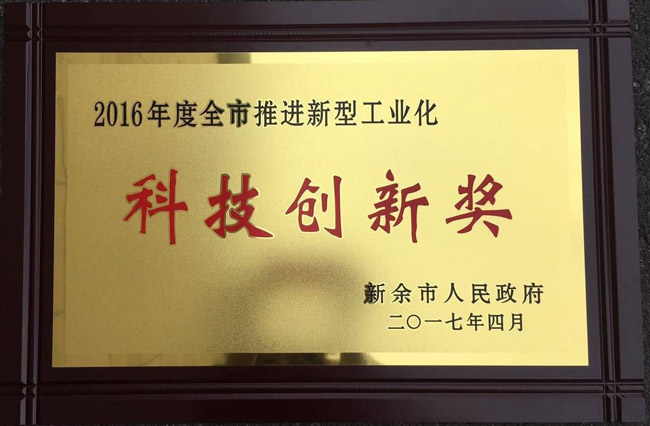 2016年度全市推进新型工业化
科技创新奖
新余市人民政府
二〇一七年四月